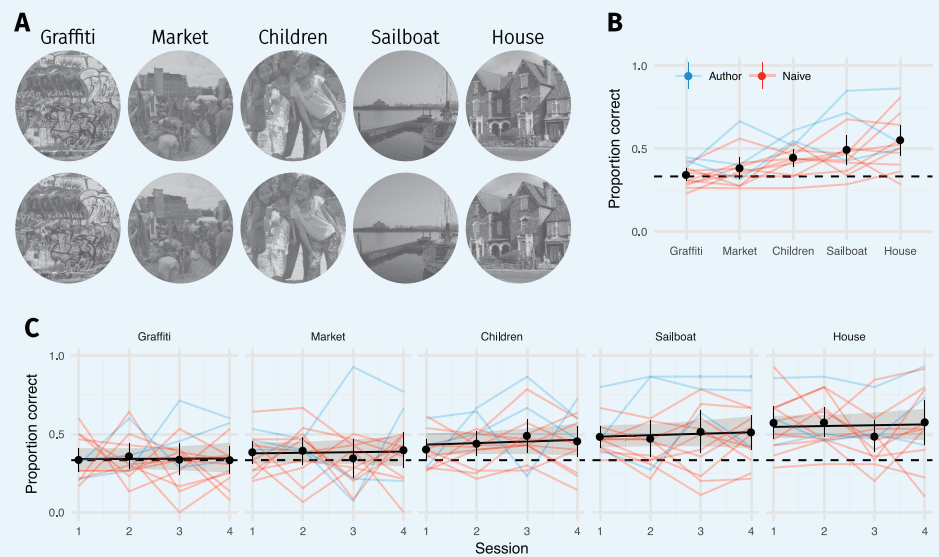 A
Graffiti Market Children Sailboat House
B
Proportion correct
1.0
0.5
0.0
Author Naive
Graffiti Market Children Sailboat House
C
Graffiti Market Children Sailboat House
Proportion correct
1.0
0.5
0.0
1 2 3 4 1 2 3 4 1 2 3 4 1 2 3 4 1 2 3 4
Session